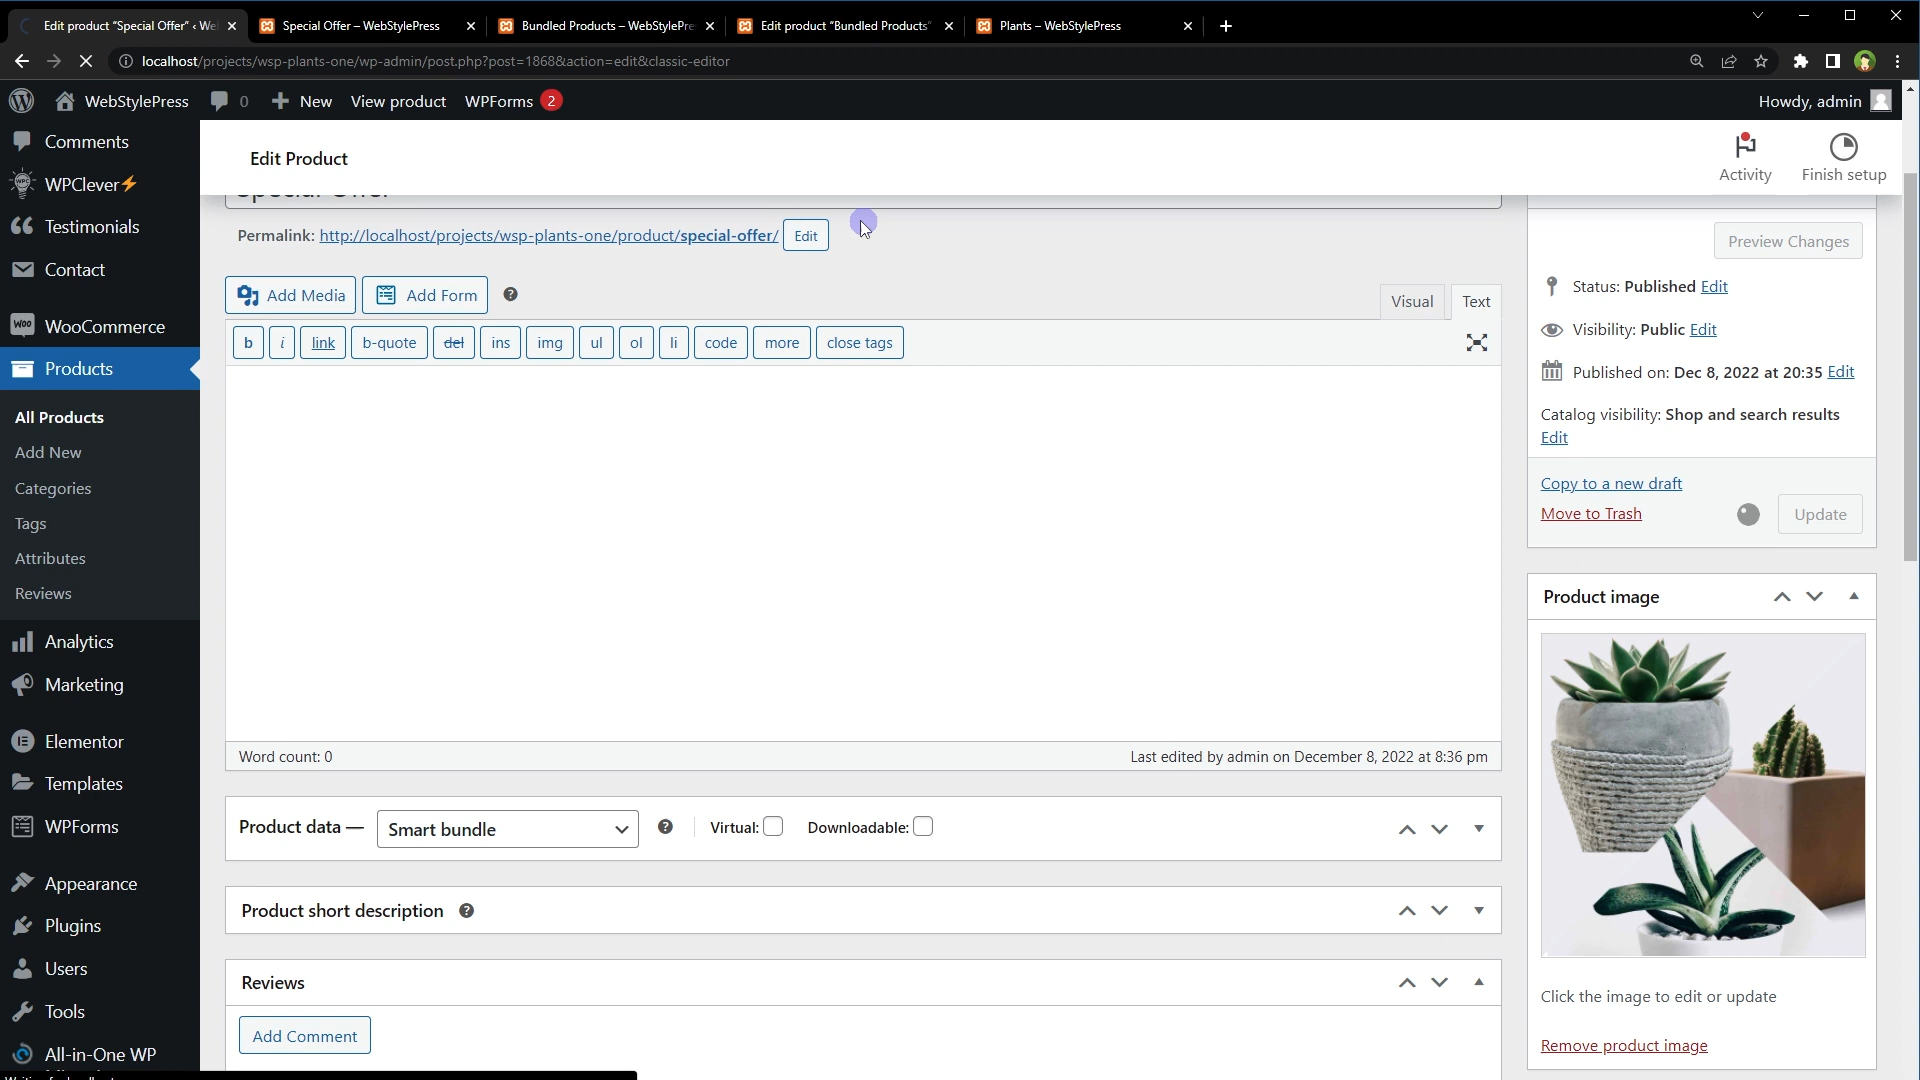 Edit product “Special Offer” ‹ We
Special Offer – WebStylePress
Bundled Products – WebStylePre
Edit product “Bundled Products”
Plants – WebStylePress
localhost/projects/wsp-plants-one/wp-admin/post.php?post=1868&action=edit&classic-editor
WebStylePress
0
New
View product
WPForms 2
Howdy, admin
Comments
WPClever⚡
Testimonials
Contact
WooCommerce
Products
All Products
Add New
Categories
Tags
Attributes
Reviews
Analytics
Marketing
Elementor
Templates
WPForms
Appearance
Plugins
Users
Tools
All-in-One WP
Edit Product
Activity
Finish setup
Special Offer
Permalink: http://localhost/projects/wsp-plants-one/product/special-offer/ Edit
Add Media
Add Form
Visual
Text
b
i
link
b-quote
del
ins
img
ul
ol
li
code
more
close tags
Word count: 0
Last edited by admin on December 8, 2022 at 8:36 pm
Product data —
Smart bundle
Virtual:
Downloadable:
Product short description
Reviews
Add Comment
Preview Changes
Status: Published Edit
Visibility: Public Edit
Published on: Dec 8, 2022 at 20:35 Edit
Catalog visibility: Shop and search results
Edit
Copy to a new draft
Move to Trash
Update
Product image
Click the image to edit or update
Remove product image